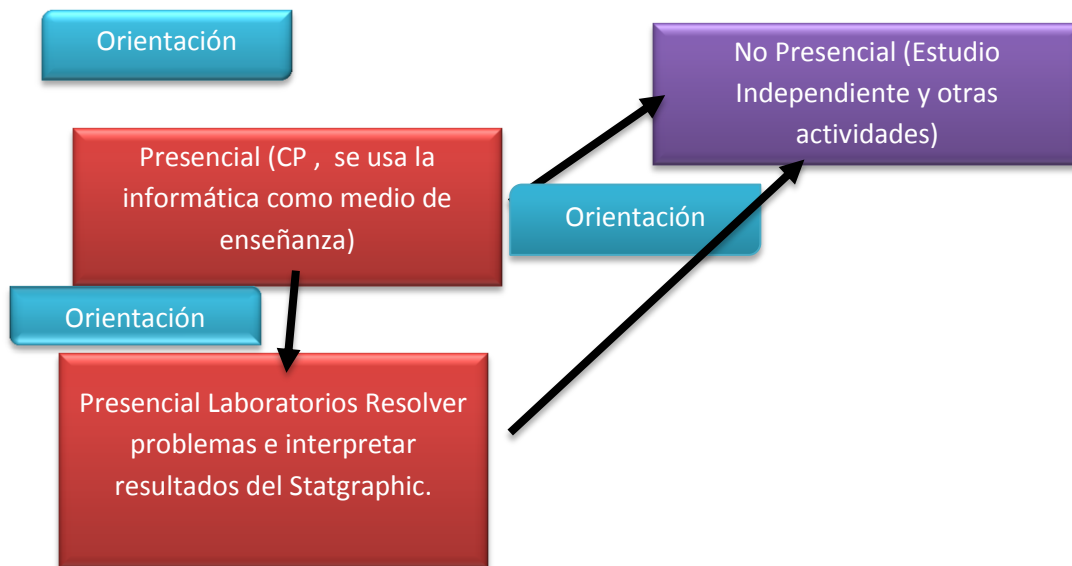 Orientación
No Presencial (Estudio
Independiente y otras
actividades)
Presencial (CP , se usa la
informática como medio de
enseñanza)
Orientación
Orientación
Presencial Laboratorios Resolver
problemas e interpretar
resultados del Statgraphic.